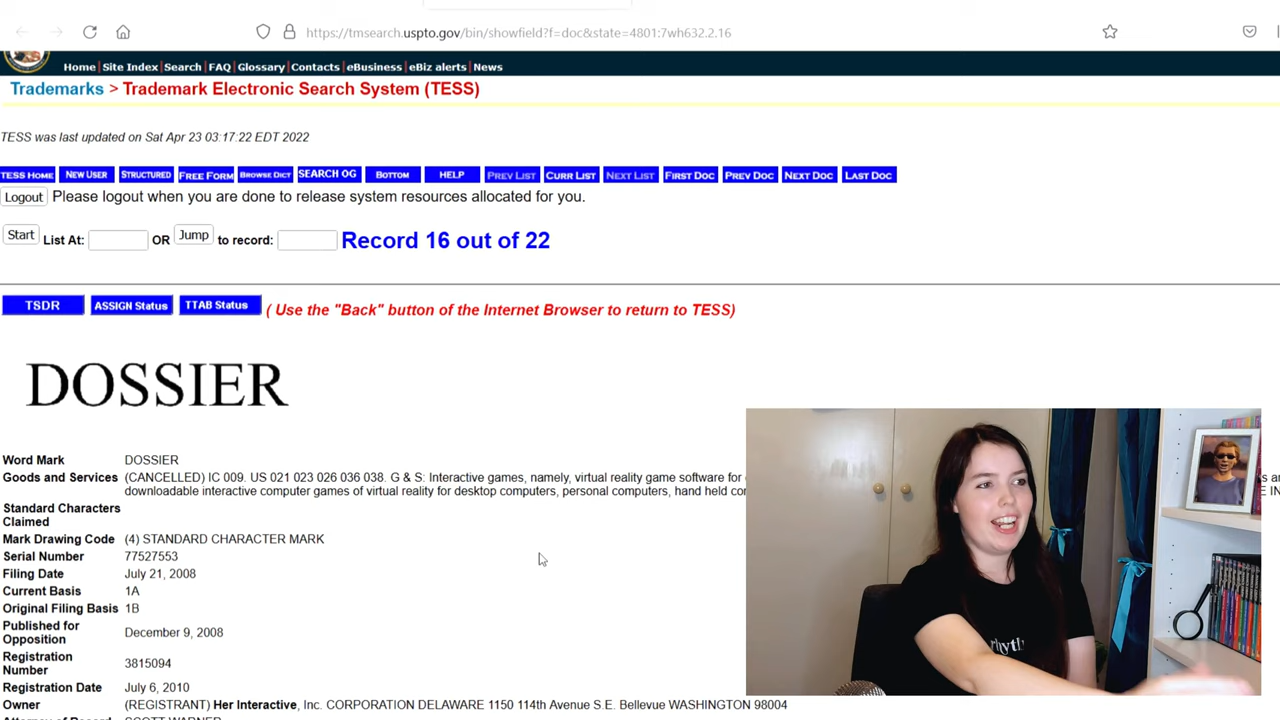 https://tmsearch.uspto.gov/bin/showfield?f=doc&state=4801:7wh632.2.16
Home | Site Index | Search | FAQ | Glossary | Contacts | eBusiness | eBiz alerts | News
Trademarks > Trademark Electronic Search System (TESS)
TESS was last updated on Sat Apr 23 03:17:22 EDT 2022
TESS HOME NEW USER STRUCTURED FREE FORM BROWSE DICT SEARCH OG BOTTOM HELP PREV LIST CURR LIST NEXT LIST FIRST DOC PREV DOC NEXT DOC LAST DOC
Logout Please logout when you are done to release system resources allocated for you.
Start List At: OR Jump to record: Record 16 out of 22
TSDR ASSIGN Status TTAB Status ( Use the "Back" button of the Internet Browser to return to TESS)
DOSSIER
Word Mark DOSSIER
Goods and Services (CANCELLED) IC 009. US 021 023 026 036 038. G & S: Interactive games, namely, virtual reality game software for
downloadable interactive computer games of virtual reality for desktop computers, personal computers, hand held
Standard Characters
Claimed
Mark Drawing Code (4) STANDARD CHARACTER MARK
Serial Number 77527553
Filing Date July 21, 2008
Current Basis 1A
Original Filing Basis 1B
Published for
Opposition December 9, 2008
Registration
Number 3815094
Registration Date July 6, 2010
Owner (REGISTRANT) Her Interactive, Inc. CORPORATION DELAWARE 1150 114th Avenue S.E. Bellevue WASHINGTON 98004
Attorney of Record SCOTT WARNER